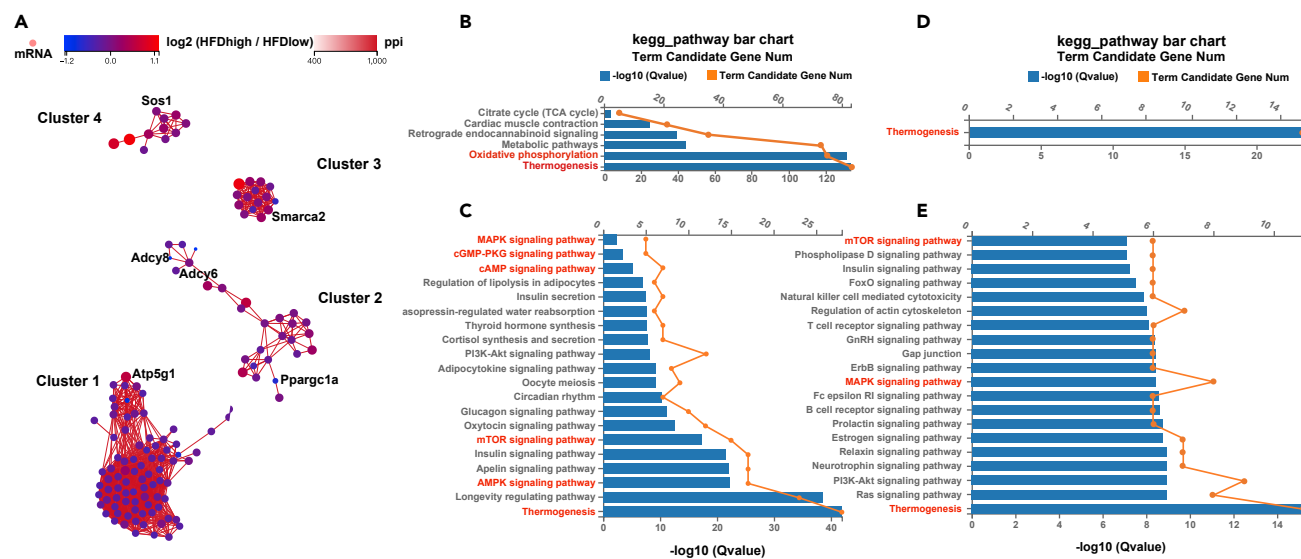 A
mRNA
-1.2 0.0 1.1
log2 (HFDhigh / HFDlow)
400 1,000
ppi
Sos1
Cluster 4
Cluster 3
Smarca2
Adcy8
Adcy6
Cluster 2
Ppargc1a
Cluster 1
Atp5g1
B
kegg_pathway bar chart
Term Candidate Gene Num
-log10 (Qvalue) Term Candidate Gene Num
0 20 40 60 80
Citrate cycle (TCA cycle)
Cardiac muscle contraction
Retrograde endocannabinoid signaling
Metabolic pathways
Oxidative phosphorylation
Thermogenesis
0 20 40 60 80 100 120
C
0 5 10 15 20 25
MAPK signaling pathway
cGMP-PKG signaling pathway
cAMP signaling pathway
Regulation of lipolysis in adipocytes
Insulin secretion
asopressin-regulated water reabsorption
Thyroid hormone synthesis
Cortisol synthesis and secretion
PI3K-Akt signaling pathway
Adipocytokine signaling pathway
Oocyte meiosis
Circadian rhythm
Glucagon signaling pathway
Oxytocin signaling pathway
mTOR signaling pathway
Insulin signaling pathway
Apelin signaling pathway
AMPK signaling pathway
Longevity regulating pathway
Thermogenesis
0 10 20 30 40
-log10 (Qvalue)
D
kegg_pathway bar chart
Term Candidate Gene Num
-log10 (Qvalue) Term Candidate Gene Num
0 2 4 6 8 10 12 14
Thermogenesis
0 5 10 15 20
E
0 2 4 6 8 10
mTOR signaling pathway
Phospholipase D signaling pathway
Insulin signaling pathway
FoxO signaling pathway
Natural killer cell mediated cytotoxicity
Regulation of actin cytoskeleton
T cell receptor signaling pathway
GnRH signaling pathway
Gap junction
ErbB signaling pathway
MAPK signaling pathway
Fc epsilon RI signaling pathway
B cell receptor signaling pathway
Prolactin signaling pathway
Estrogen signaling pathway
Relaxin signaling pathway
Neurotrophin signaling pathway
PI3K-Akt signaling pathway
Ras signaling pathway
Thermogenesis
0 2 4 6 8 10 12 14
-log10 (Qvalue)